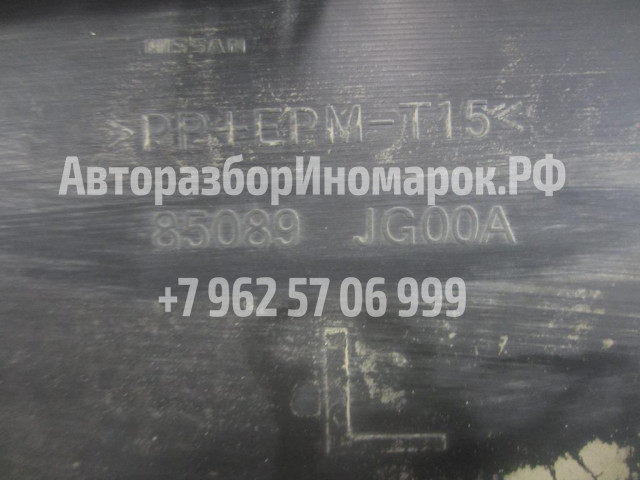 NISSAN
>PP+EPM-T15<
АвторазборИномарок.РФ
85089 JG00A
+7 962 57 06 999
L